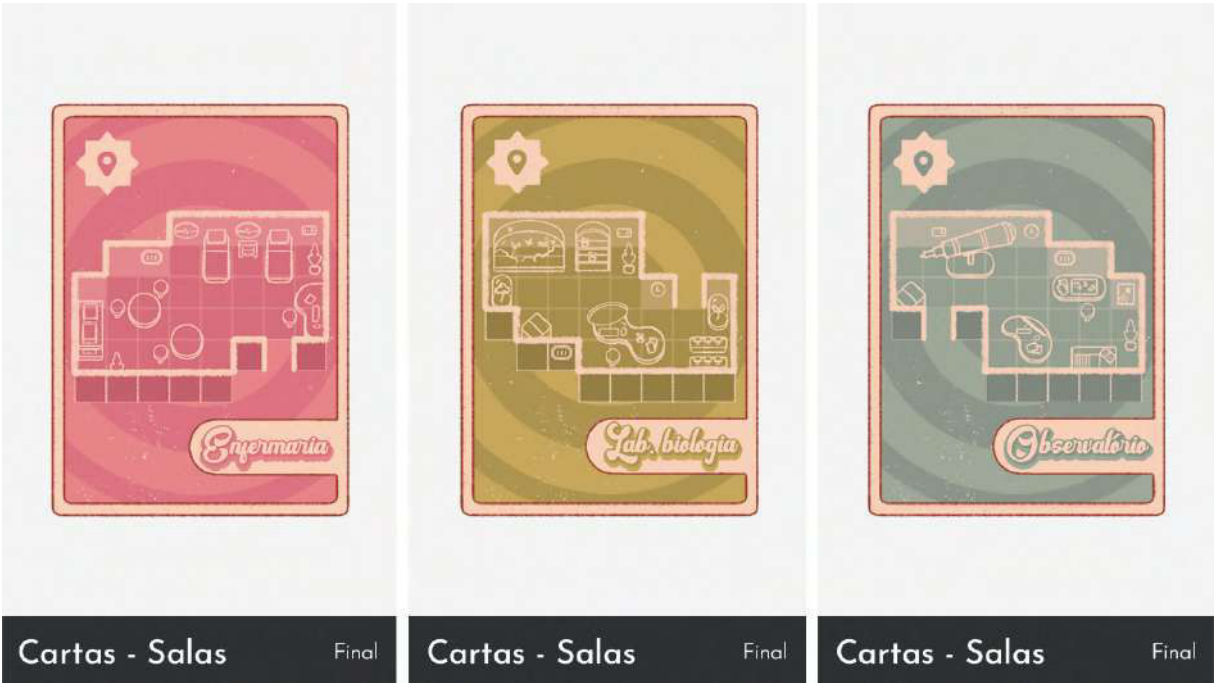 Enfermaria
Lab. biologia
Observatório
Cartas - Salas
Final
Cartas - Salas
Final
Cartas - Salas
Final